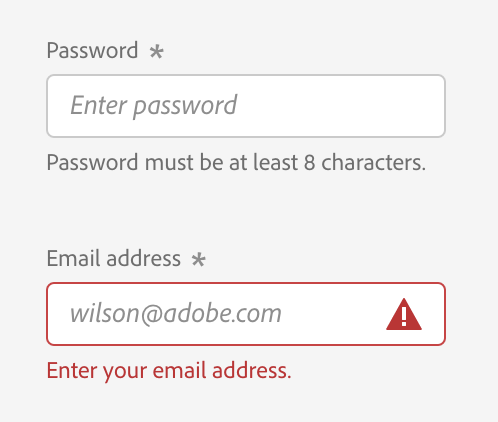 Password *
Enter password
Password must be at least 8 characters.
Email address *
wilson@adobe.com
Enter your email address.